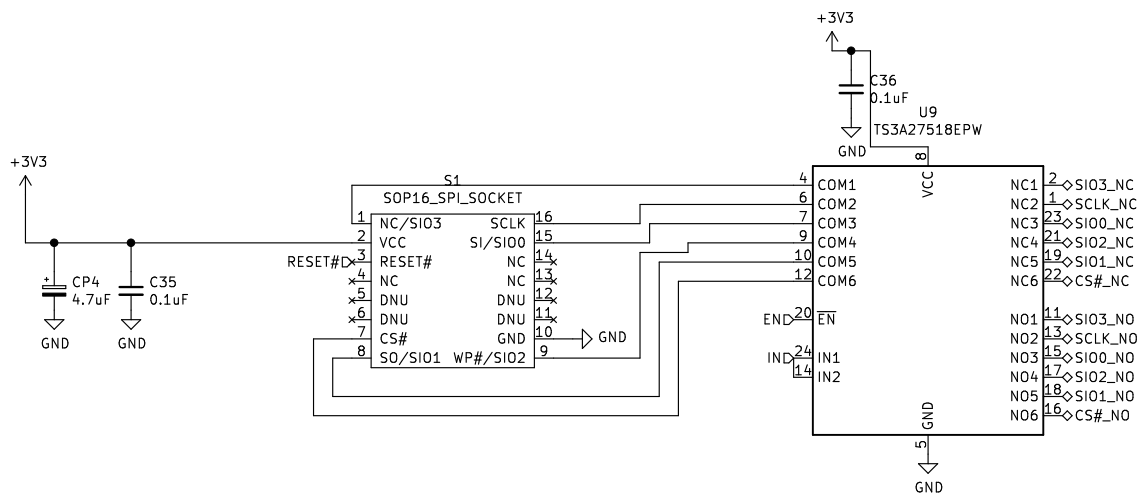 +3V3
C36
0.1uF
U9
TS3A27518EPW
GND
+3V3
CP4
4.7uF
C35
0.1uF
GND
GND
S1
SOP16_SPI_SOCKET
1 NC/SIO3 SCLK 16
2 VCC SI/SIO0 15
RESET# 3 RESET# NC 14
4 NC NC 13
5 DNU DNU 12
6 DNU DNU 11
7 CS# GND 10 GND
8 SO/SIO1 WP#/SIO2 9
8
VCC
4 COM1 NC1 2 SIO3_NC
6 COM2 NC2 1 SCLK_NC
7 COM3 NC3 23 SIO0_NC
9 COM4 NC4 21 SIO2_NC
10 COM5 NC5 19 SIO1_NC
12 COM6 NC6 22 CS#_NC
EN 20 EN NO1 11 SIO3_NO
NO2 13 SCLK_NO
IN 24 IN1 NO3 15 SIO0_NO
14 IN2 NO4 17 SIO2_NO
NO5 18 SIO1_NO
NO6 16 CS#_NO
GND
5
GND